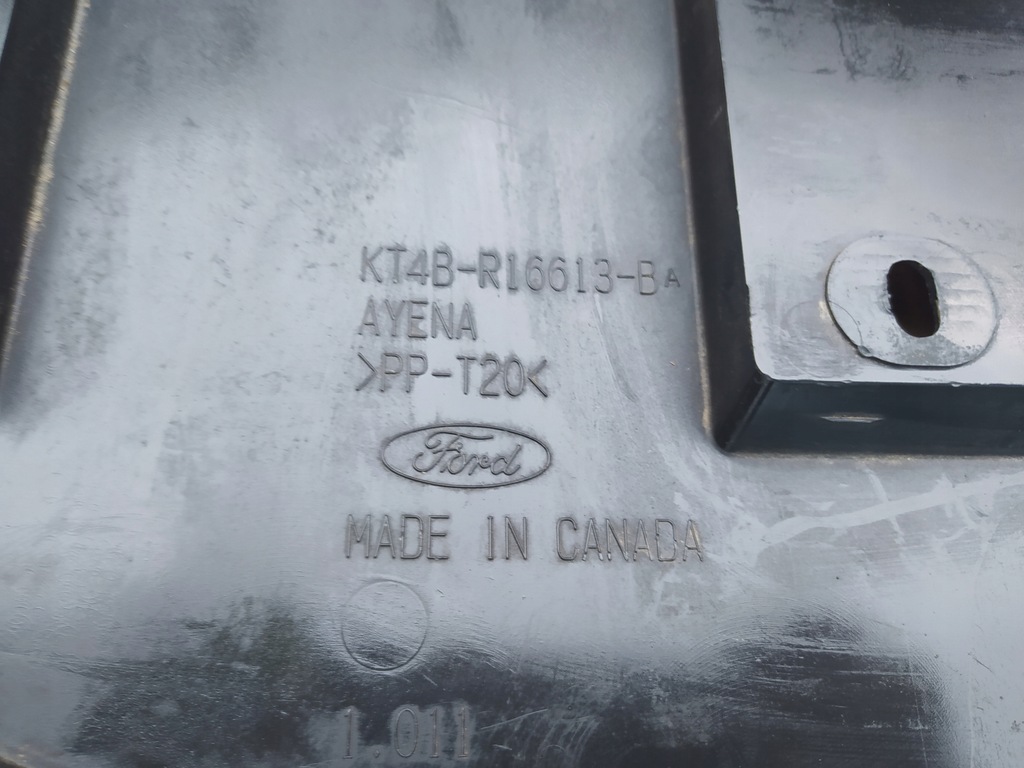 KT4B-R16613-BA
AYENA
>PP-T20<
Ford
MADE IN CANADA
1.011